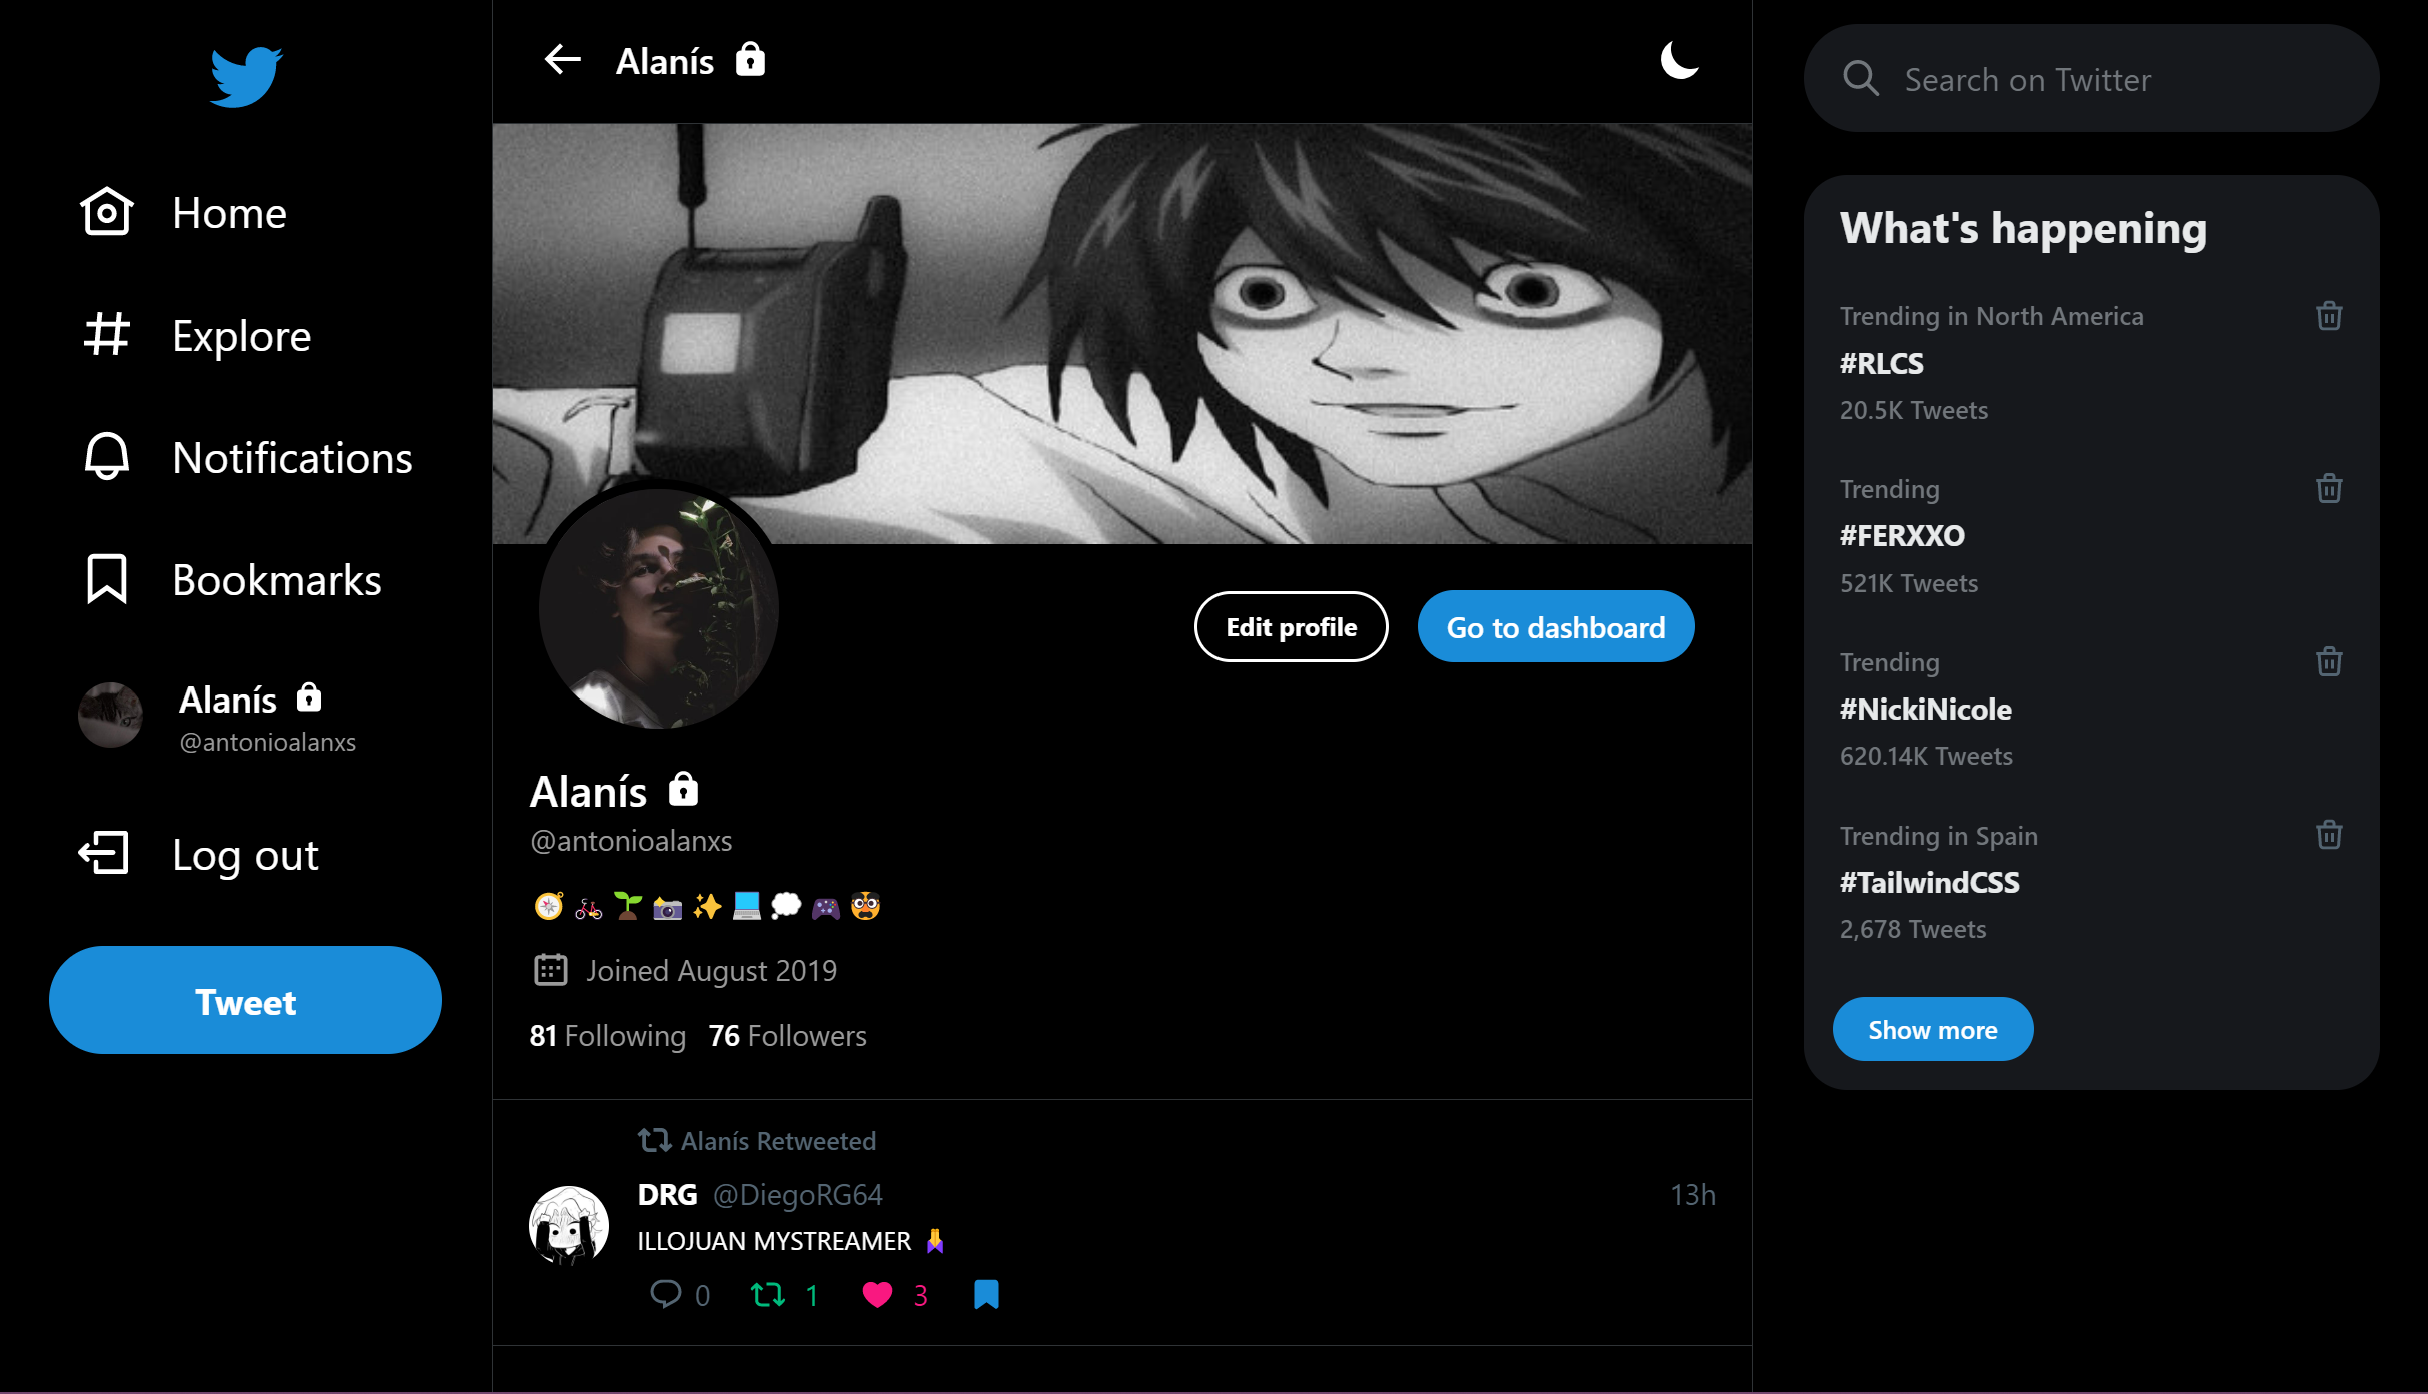 Home
Explore
Notifications
Bookmarks
Alanís
@antonioalanxs
Log out
Tweet
Alanís
Edit profile
Go to dashboard
Alanís
@antonioalanxs
Joined August 2019
81 Following 76 Followers
Alanís Retweeted
DRG @DiegoRG64 13h
ILLOJUAN MYSTREAMER 🙏
0 1 3
Search on Twitter
What's happening
Trending in North America
#RLCS
20.5K Tweets
Trending
#FERXXO
521K Tweets
Trending
#NickiNicole
620.14K Tweets
Trending in Spain
#TailwindCSS
2,678 Tweets
Show more